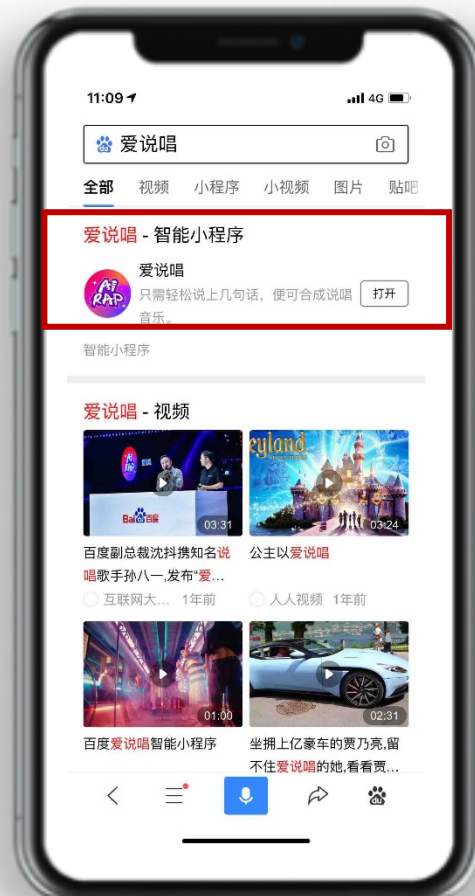 11:09
4G
爱说唱
全部 视频 小程序 小视频 图片 贴吧
爱说唱 - 智能小程序
AI
RAP
爱说唱
只需轻松说上几句话，便可合成说唱
音乐。
打开
智能小程序
爱说唱 - 视频
Bai du 百度
03:31
eyland
03:24
百度副总裁沈抖携知名说
唱歌手孙八一,发布“爱...
互联网大... 1年前
公主以爱说唱
人人视频 1年前
01:00
02:31
百度爱说唱智能小程序
坐拥上亿豪车的贾乃亮,留
不住爱说唱的她,看看贾...
du